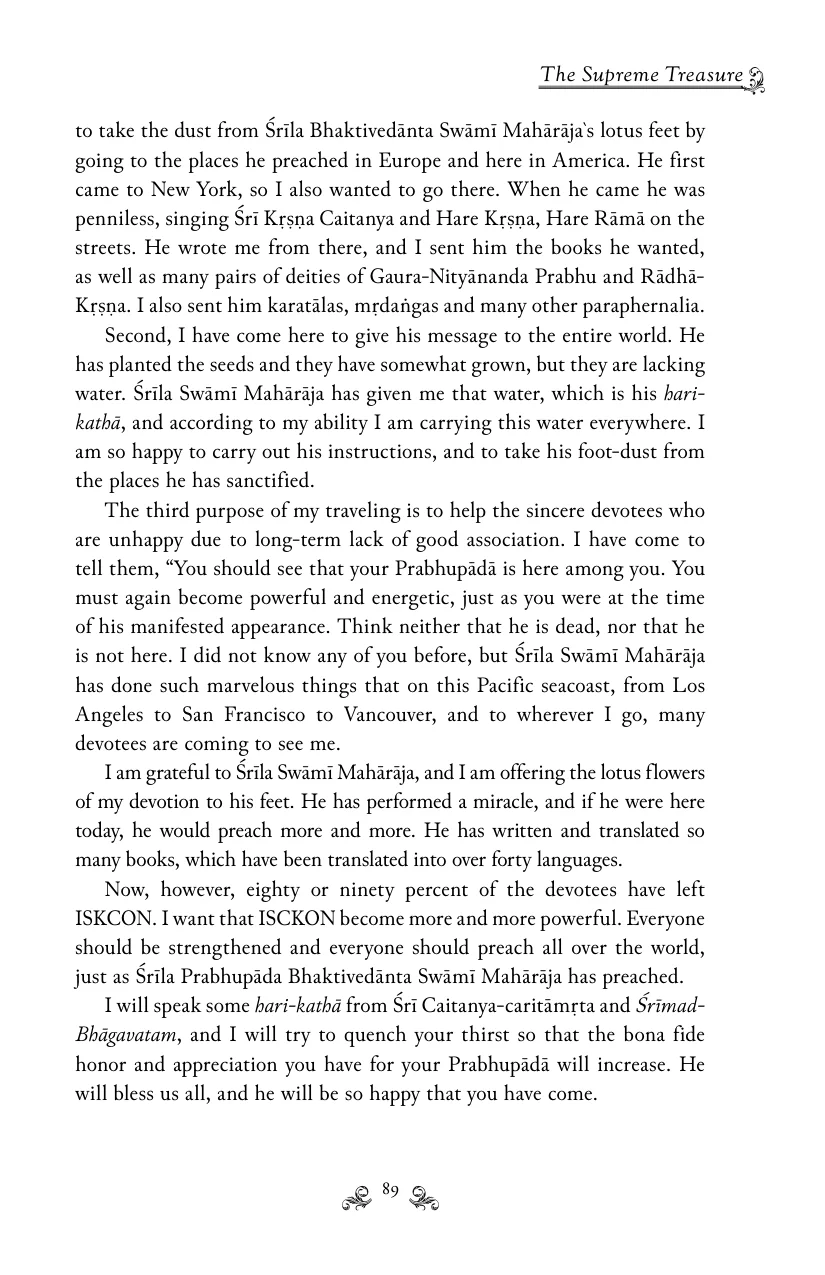 The Supreme Treasure
to take the dust from Śrīla Bhaktivedānta Swāmī Mahārāja`s lotus feet by
going to the places he preached in Europe and here in America. He first
came to New York, so I also wanted to go there. When he came he was
penniless, singing Śrī Kṛṣṇa Caitanya and Hare Kṛṣṇa, Hare Rāmā on the
streets. He wrote me from there, and I sent him the books he wanted,
as well as many pairs of deities of Gaura-Nityānanda Prabhu and Rādhā-
Kṛṣṇa. I also sent him karatālas, mṛdaṅgas and many other paraphernalia.
Second, I have come here to give his message to the entire world. He
has planted the seeds and they have somewhat grown, but they are lacking
water. Śrīla Swāmī Mahārāja has given me that water, which is his hari-
kathā, and according to my ability I am carrying this water everywhere. I
am so happy to carry out his instructions, and to take his foot-dust from
the places he has sanctified.
The third purpose of my traveling is to help the sincere devotees who
are unhappy due to long-term lack of good association. I have come to
tell them, “You should see that your Prabhupādā is here among you. You
must again become powerful and energetic, just as you were at the time
of his manifested appearance. Think neither that he is dead, nor that he
is not here. I did not know any of you before, but Śrīla Swāmī Mahārāja
has done such marvelous things that on this Pacific seacoast, from Los
Angeles to San Francisco to Vancouver, and to wherever I go, many
devotees are coming to see me.
I am grateful to Śrīla Swāmī Mahārāja, and I am offering the lotus flowers
of my devotion to his feet. He has performed a miracle, and if he were here
today, he would preach more and more. He has written and translated so
many books, which have been translated into over forty languages.
Now, however, eighty or ninety percent of the devotees have left
ISKCON. I want that ISCKON become more and more powerful. Everyone
should be strengthened and everyone should preach all over the world,
just as Śrīla Prabhupāda Bhaktivedānta Swāmī Mahārāja has preached.
I will speak some hari-kathā from Śrī Caitanya-caritāmṛta and Śrīmad-
Bhāgavatam, and I will try to quench your thirst so that the bona fide
honor and appreciation you have for your Prabhupādā will increase. He
will bless us all, and he will be so happy that you have come.
89